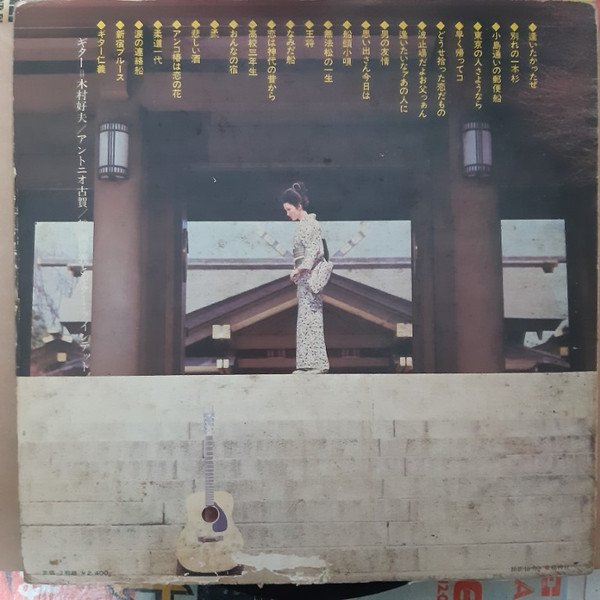 ◆逢いたかったぜ
◆別れの一本杉
◆小島通いの郵便船
◆東京の人さようなら
◆早く帰ってコ
◆どうせ拾った恋だもの
◆波止場だよお父つぁん
◆逢いたいなァあの人に
◆男の友情
◆思い出さん今日は
◆船頭小唄
◆無法松の一生
◆王将
◆なみだ船
◆恋は神代の昔から
◆高校三年生
◆おんなの宿
◆柔
◆悲しい酒
◆アンコ椿は恋の花
◆柔道一代
◆涙の連絡船
◆新宿ブルース
◆ギター仁義
ギター=木村好夫/アントニオ古賀/
¥2,400